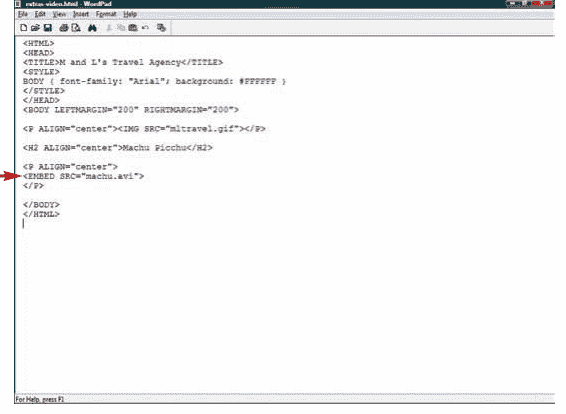 extras-video.html - WordPad
File Edit View Insert Format Help
<HTML>
<HEAD>
<TITLE>M and L's Travel Agency</TITLE>
<STYLE>
BODY { font-family: "Arial"; background: #FFFFFF }
</STYLE>
</HEAD>
<BODY LEFTMARGIN="200" RIGHTMARGIN="200">
<P ALIGN="center"><IMG SRC="mltravel.gif"></P>
<H2 ALIGN="center">Machu Picchu</H2>
<P ALIGN="center">
<EMBED SRC="machu.avi">
</P>
</BODY>
</HTML>
For Help, press F1